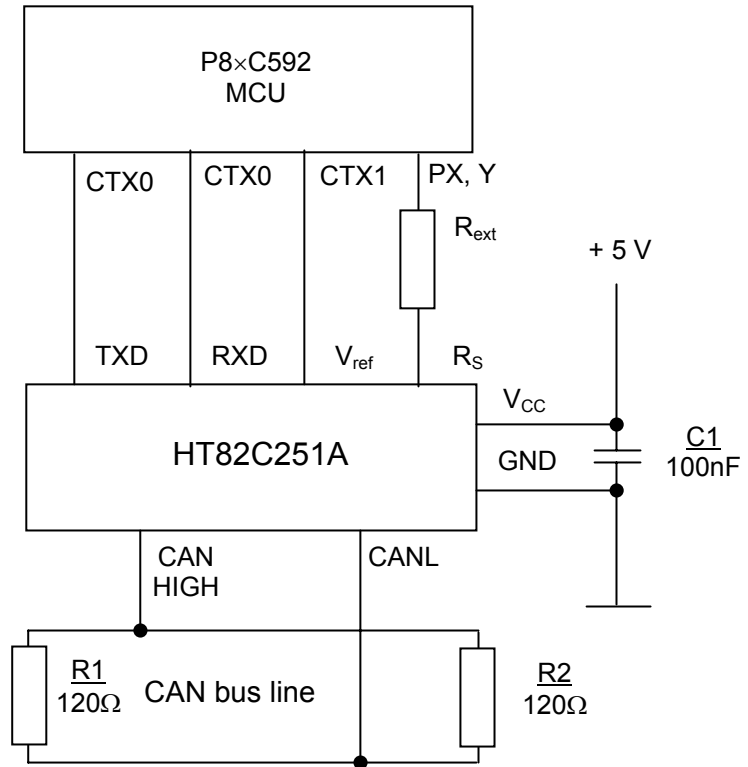 P8×C592
MCU
CTX0
CTX0
CTX1
PX, Y
Rext
+ 5 V
TXD
RXD
Vref
RS
VCC
HT82C251A
GND
C1
100nF
CAN
HIGH
CANL
R1
120Ω
CAN bus line
R2
120Ω